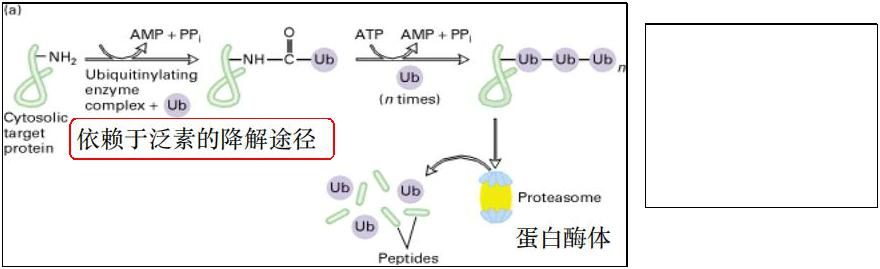 (a)
AMP + PPi
O
ATP
AMP + PPi
NH2
NH
C
Ub
Ub
Ub
Ub
n
Ubiquitinylating
enzyme
complex + Ub
Ub
(n times)
Cytosolic
target
protein
依赖于泛素的降解途径
Ub
Ub
Ub
Proteasome
蛋白酶体
Peptides